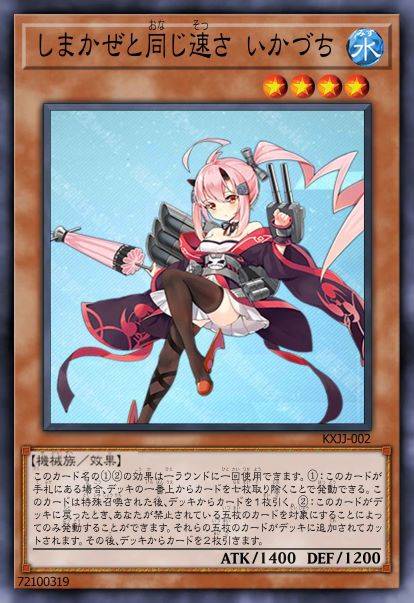 しまかぜと同じ速さ いかづち
おな
そっ
水
みず
KXJJ-002
【機械族/効果】
このカード名の①②の効果は一ラウンドに一回使用できます。①:このカードが
手札にある場合、デッキの一番上からカードを七枚取り除くことで発動できる。こ
のカードは特殊召喚された後、デッキからカードを1枚引く。②:このカードがデ
ッキに戻ったとき、あなたが禁止されている五枚のカードを対象にすることによっ
てのみ発動することができます。それらの五枚のカードがデッキに追加されてカッ
トされます。その後、デッキからカードを2枚引きます。
ATK/1400 DEF/1200
72100319